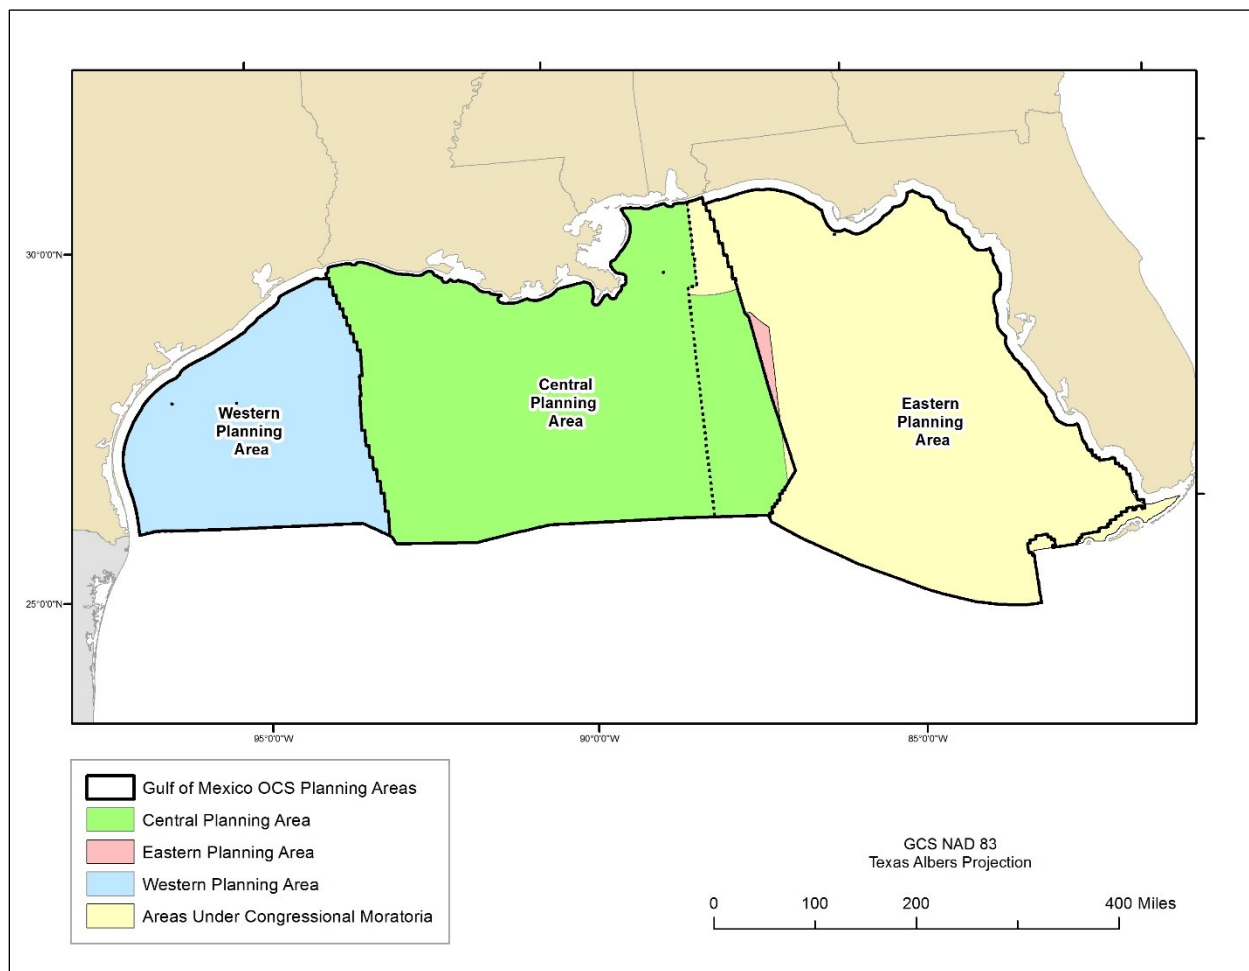 30°0'0"N
Central
Planning
Area
Western
Planning
Area
Eastern
Planning
Area
25°0'0"N
95°0'0"W
90°0'0"W
85°0'0"W
Gulf of Mexico OCS Planning Areas
Central Planning Area
Eastern Planning Area
Western Planning Area
Areas Under Congressional Moratoria
GCS NAD 83
Texas Albers Projection
0 100 200 400 Miles